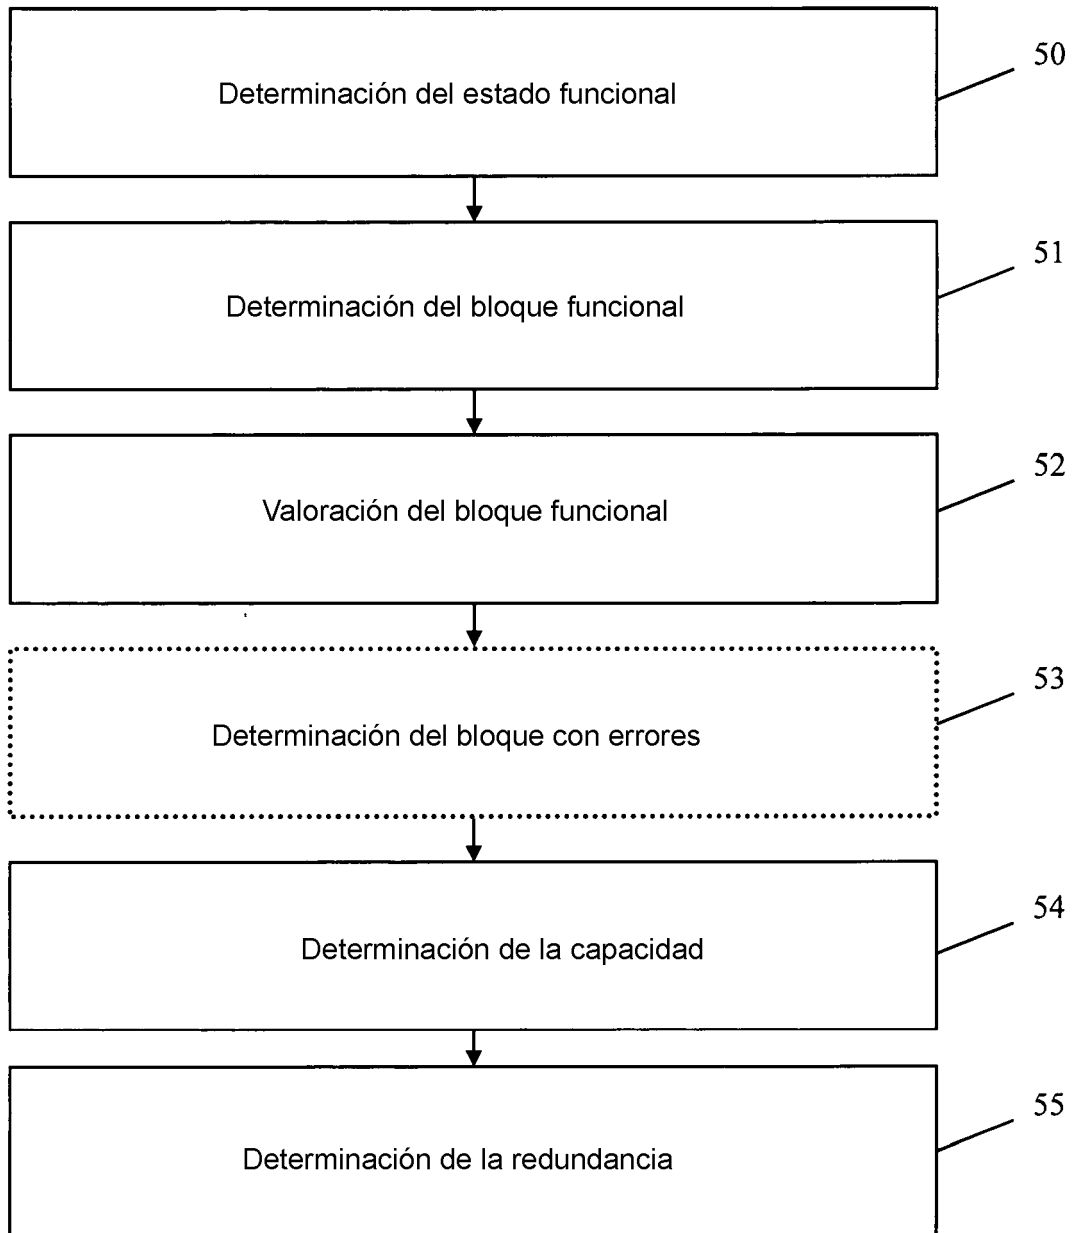 Determinación del estado funcional
50
Determinación del bloque funcional
51
Valoración del bloque funcional
52
Determinación del bloque con errores
53
Determinación de la capacidad
54
Determinación de la redundancia
55